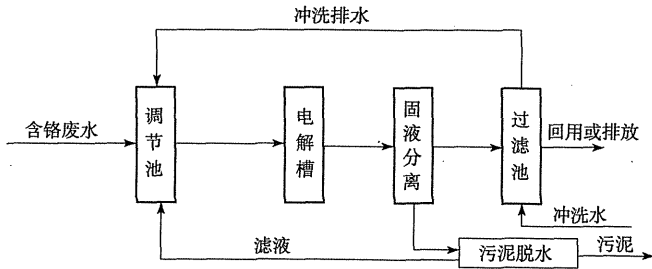 冲洗排水
含铬废水
调节池
电解槽
固液分离
过滤池
回用或排放
冲洗水
滤液
污泥脱水
污泥